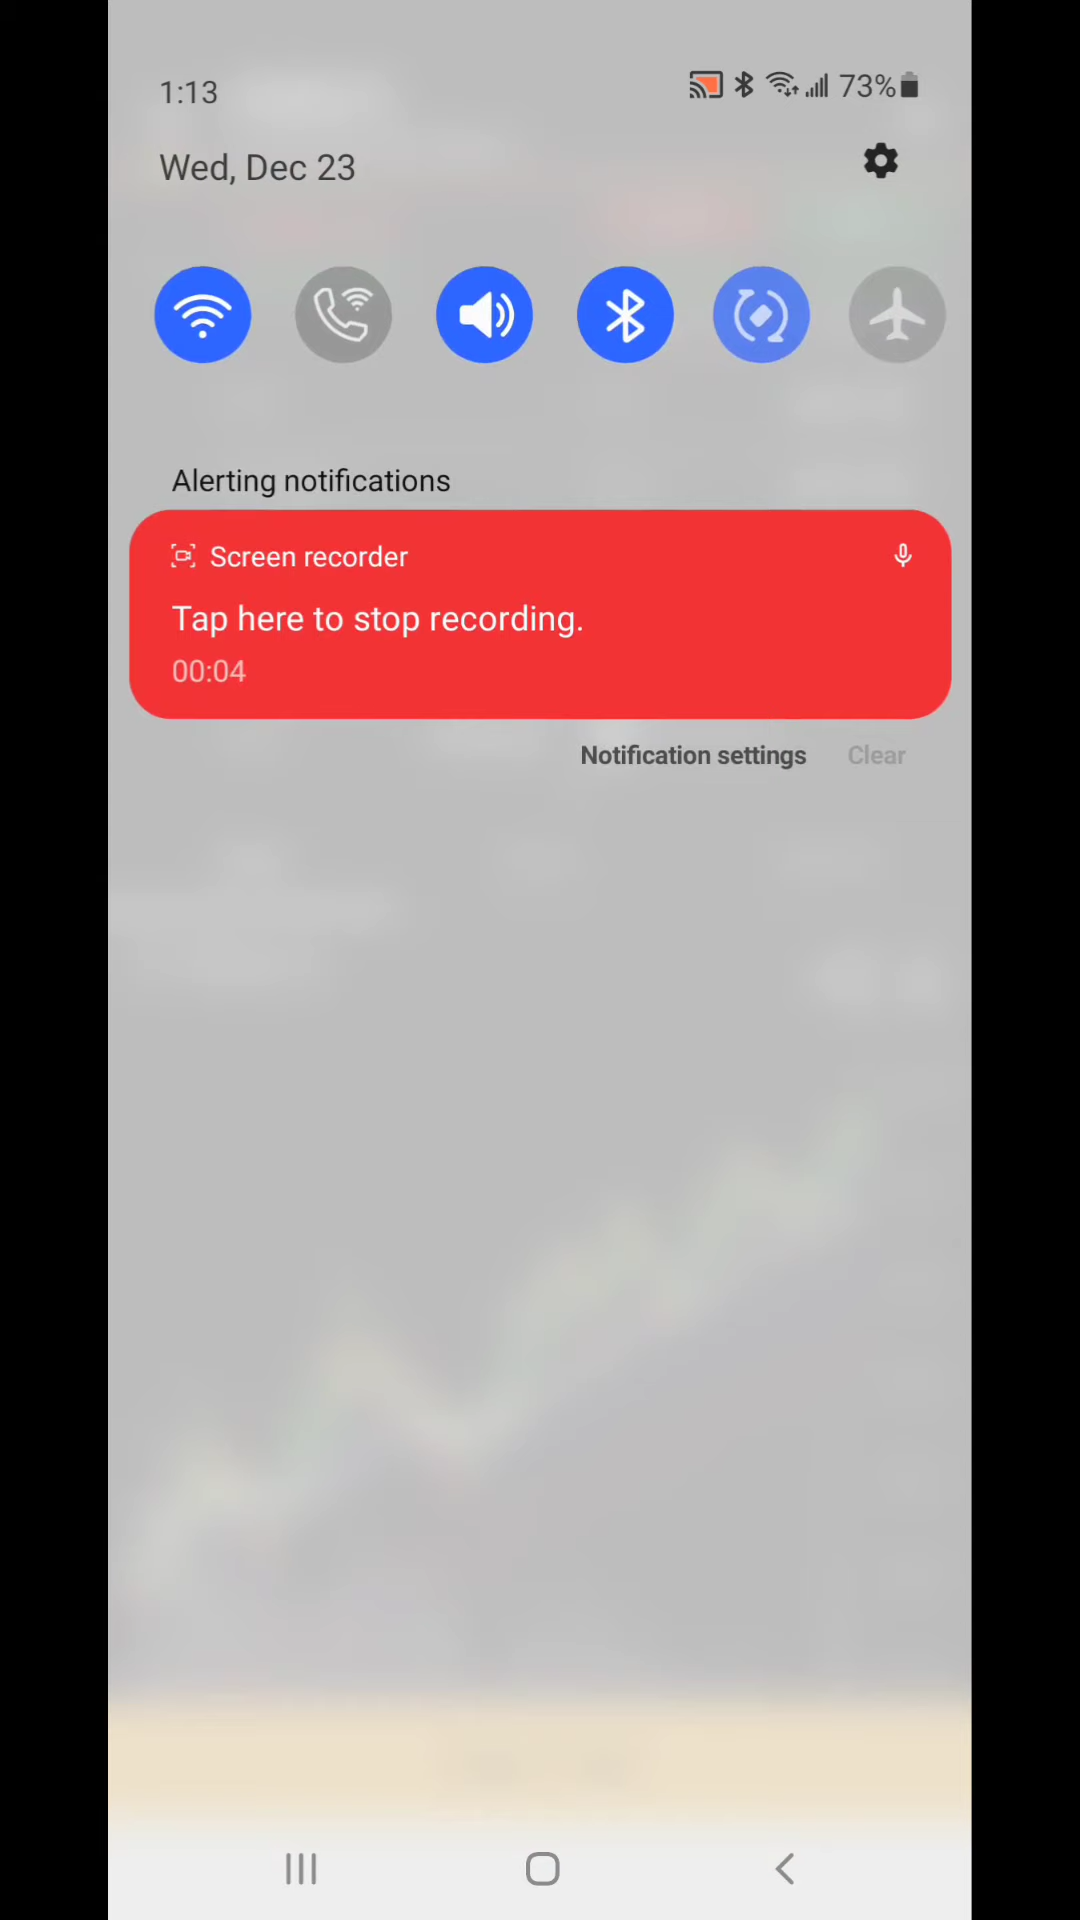 1:13
73%
Wed, Dec 23
Alerting notifications
Screen recorder
Tap here to stop recording.
00:04
Notification settings
Clear